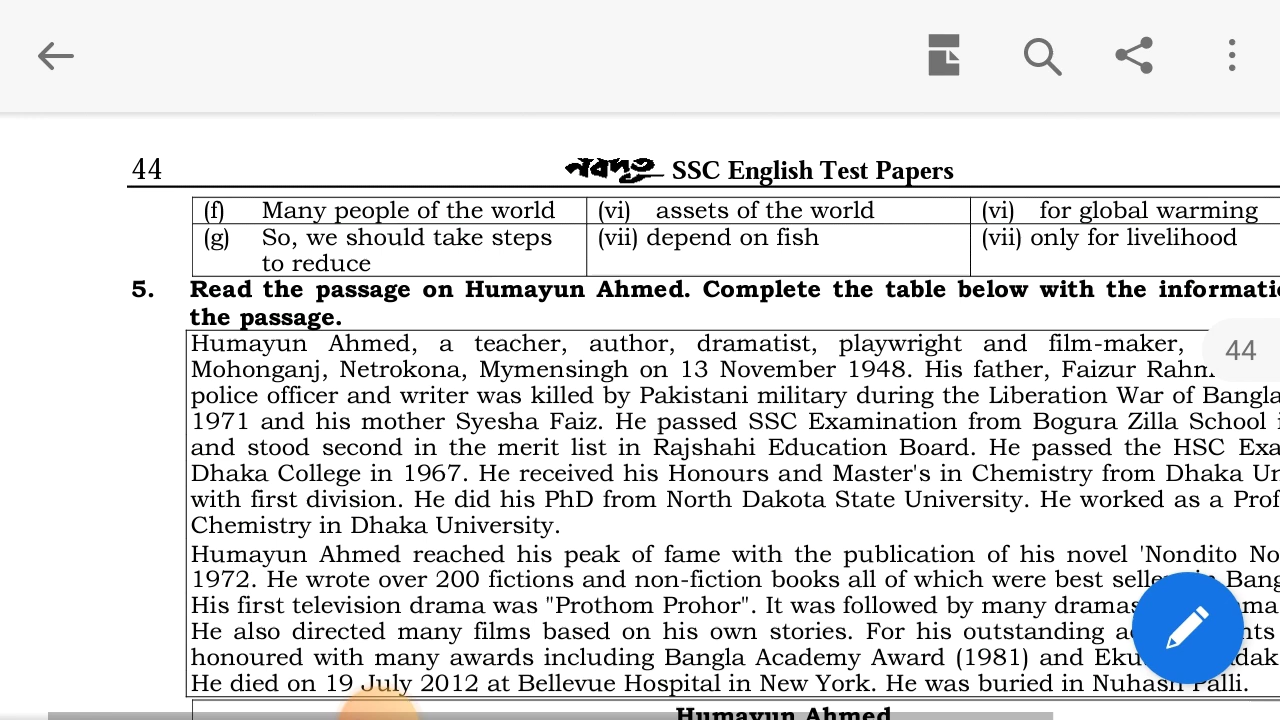 44 নবদূত SSC English Test Papers
(f) Many people of the world (vi) assets of the world (vi) for global warming
(g) So, we should take steps (vii) depend on fish (vii) only for livelihood
to reduce
5. Read the passage on Humayun Ahmed. Complete the table below with the
the passage.
Humayun Ahmed, a teacher, author, dramatist, playwright and film-maker,
44
Mohonganj, Netrokona, Mymensingh on 13 November 1948. His father, Faizur
police officer and writer was killed by Pakistani military during the Liberation War of
1971 and his mother Syesha Faiz. He passed SSC Examination from Bogura Zilla School
and stood second in the merit list in Rajshahi Education Board. He passed the HSC
Dhaka College in 1967. He received his Honours and Master's in Chemistry from Dhaka
with first division. He did his PhD from North Dakota State University. He worked as a
Chemistry in Dhaka University.
Humayun Ahmed reached his peak of fame with the publication of his novel 'Nondito
1972. He wrote over 200 fictions and non-fiction books all of which were best
His first television drama was "Prothom Prohor". It was followed by many
He also directed many films based on his own stories. For his outstanding
honoured with many awards including Bangla Academy Award (1981) and
He died on 19 July 2012 at Bellevue Hospital in New York. He was buried in Nuhash Palli.
Humayun Ahmed